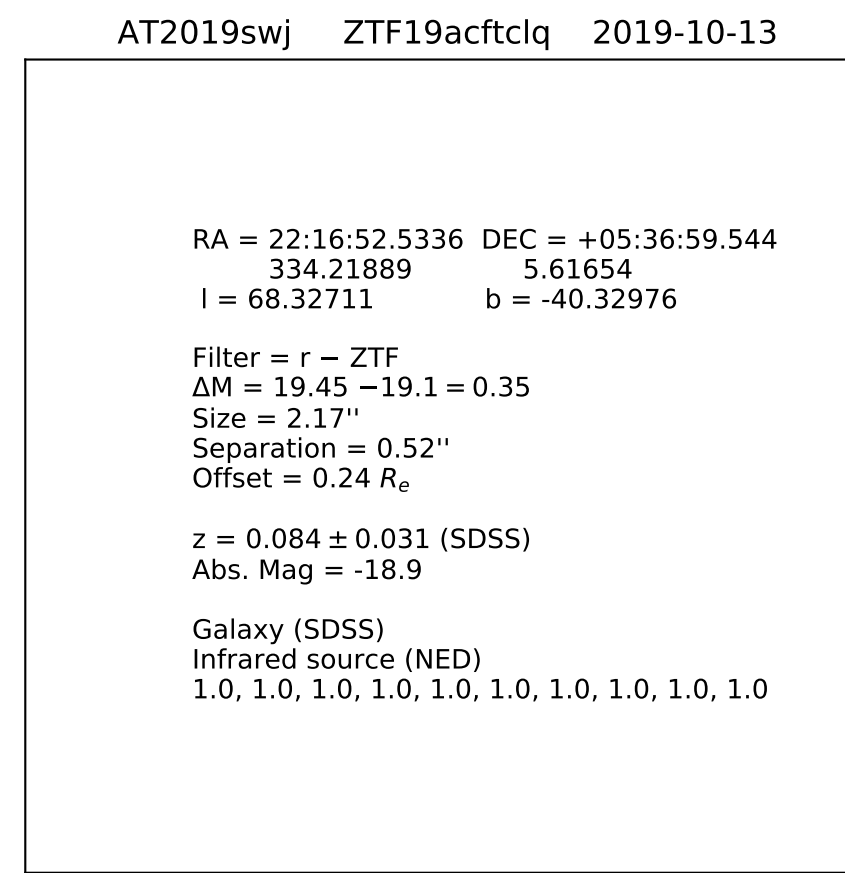 AT2019swj ZTF19acftclq 2019-10-13
RA = 22:16:52.5336 DEC = +05:36:59.544
334.21889 5.61654
l = 68.32711 b = -40.32976
Filter = r − ZTF
ΔM = 19.45 −19.1 = 0.35
Size = 2.17''
Separation = 0.52''
Offset = 0.24 Re
z = 0.084 ± 0.031 (SDSS)
Abs. Mag = -18.9
Galaxy (SDSS)
Infrared source (NED)
1.0, 1.0, 1.0, 1.0, 1.0, 1.0, 1.0, 1.0, 1.0, 1.0